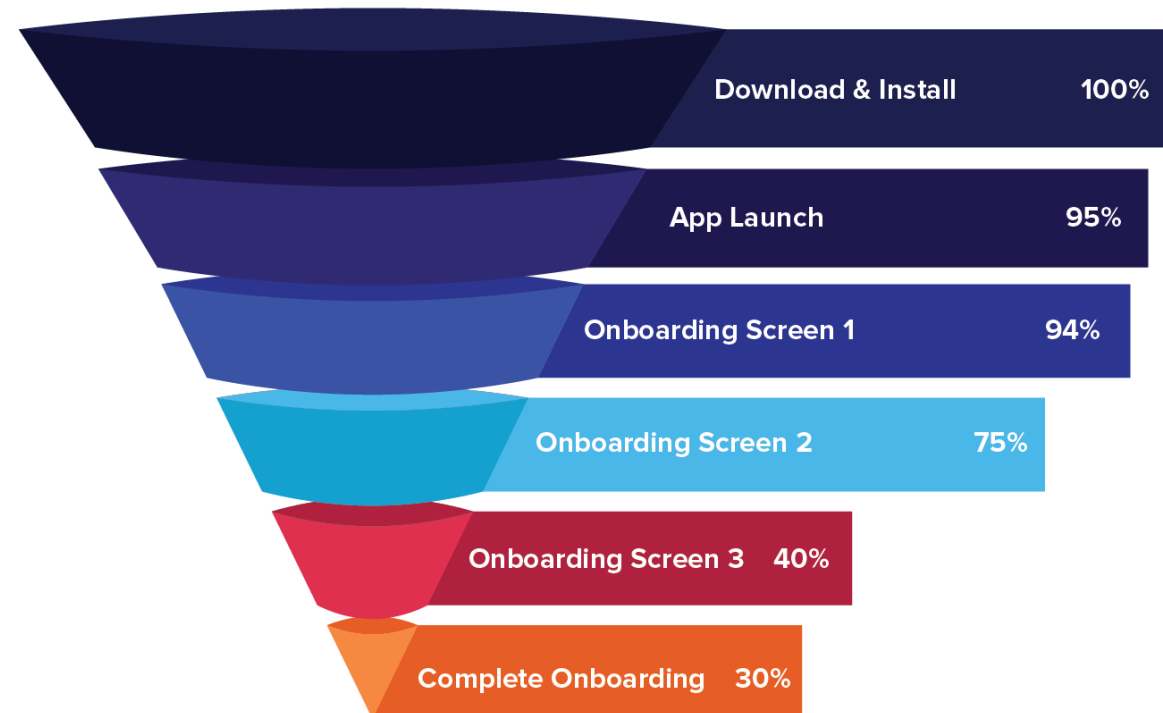 Download & Install 100%
App Launch 95%
Onboarding Screen 1 94%
Onboarding Screen 2 75%
Onboarding Screen 3 40%
Complete Onboarding 30%